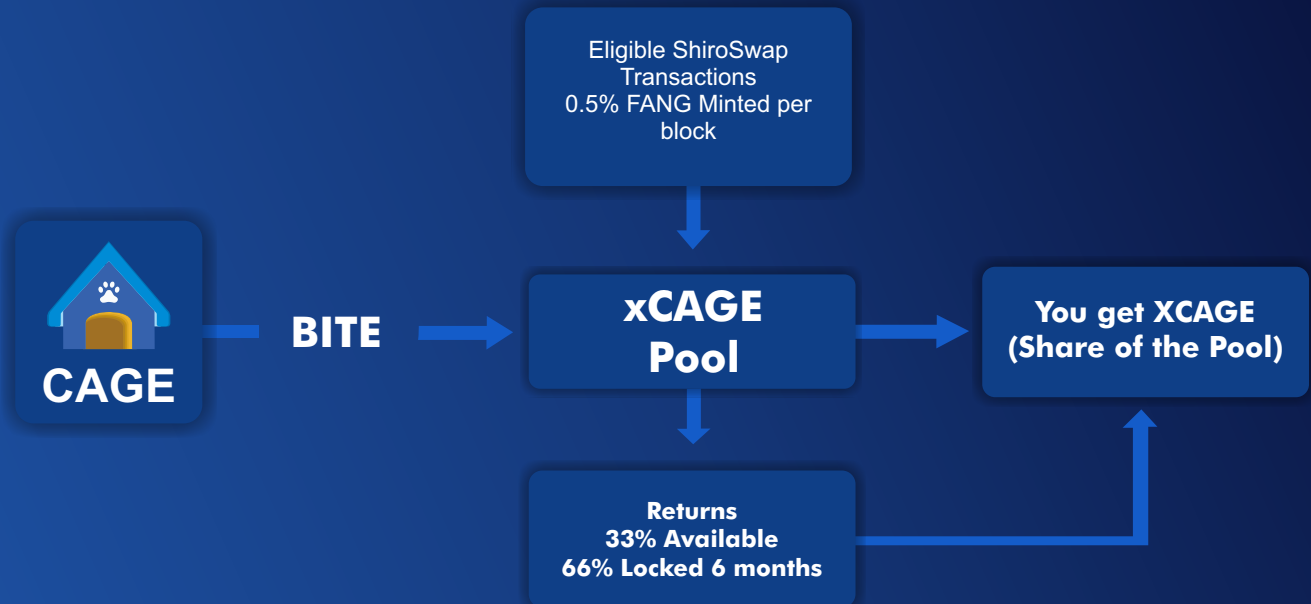 Eligible ShiroSwap
Transactions
0.5% FANG Minted per
block
CAGE
BITE
xCAGE
Pool
You get XCAGE
(Share of the Pool)
Returns
33% Available
66% Locked 6 months